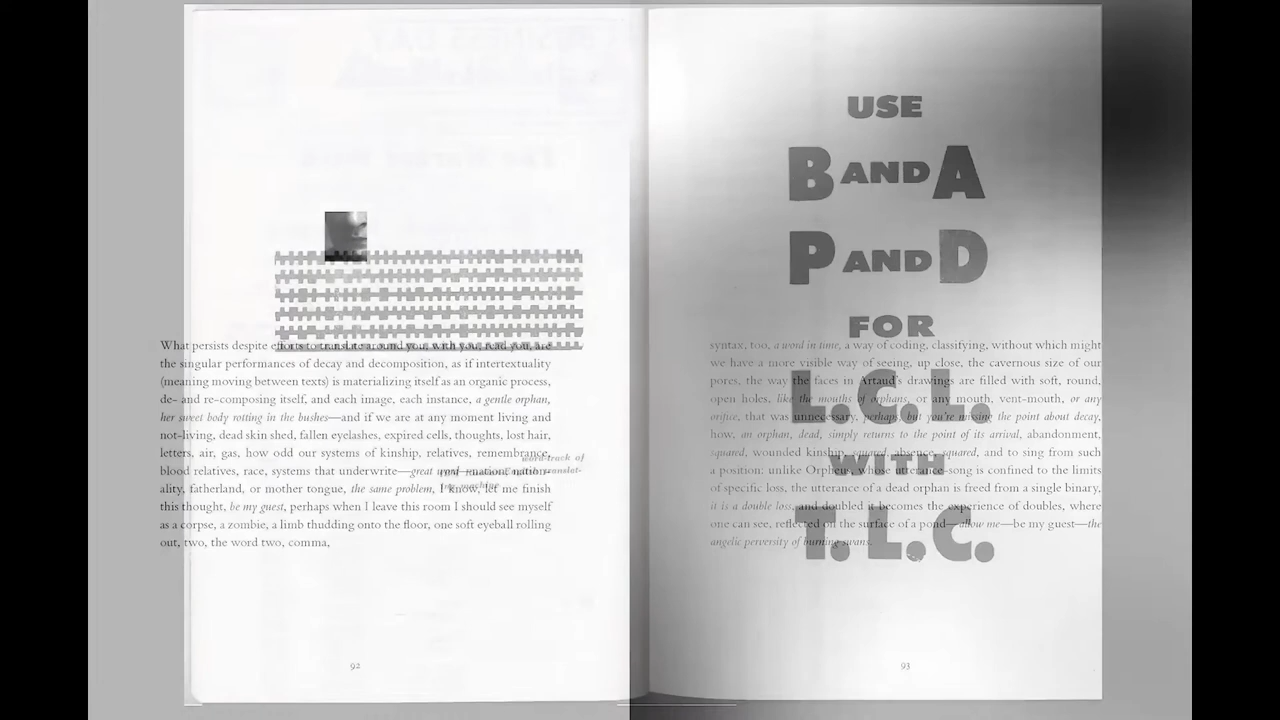 What persists despite efforts to translate around you, with you, read you, are
the singular performances of decay and decomposition, as if intertextuality
(meaning moving between texts) is materializing itself as an organic process,
de- and re-composing itself, and each image, each instance, a gentle orphan,
her sweet body rotting in the bushes—and if we are at any moment living and
not-living, dead skin shed, fallen eyelashes, expired cells, thoughts, lost hair,
letters, air, gas, how odd our systems of kinship, relatives, remembrance,
word-track of
blood relatives, race, systems that underwrite—great word—nation, nation-
translat-
ality, fatherland, or mother tongue, the same problem, I know, let me finish
machine
this thought, be my guest, perhaps when I leave this room I should see myself
as a corpse, a zombie, a limb thudding onto the floor, one soft eyeball rolling
out, two, the word two, comma,
92
USE
B AND A
P AND D
FOR
L.C.L.
WITH
T.L.C.
syntax, too, a word in time, a way of coding, classifying, without which might
we have a more visible way of seeing, up close, the cavernous size of our
pores, the way the faces in Artaud's drawings are filled with soft, round,
open holes, like the mouths of orphans, or any mouth, vent-mouth, or any
orifice, that was unnecessary, perhaps, but you're missing the point about decay,
how, an orphan, dead, simply returns to the point of its arrival, abandonment,
squared, wounded kinship, squared, absence, squared, and to sing from such
a position: unlike Orpheus, whose utterance-song is confined to the limits
of specific loss, the utterance of a dead orphan is freed from a single binary,
it is a double loss, and doubled it becomes the experience of doubles, where
one can see, reflected on the surface of a pond—allow me—be my guest—the
angelic perversity of burning swans.
93